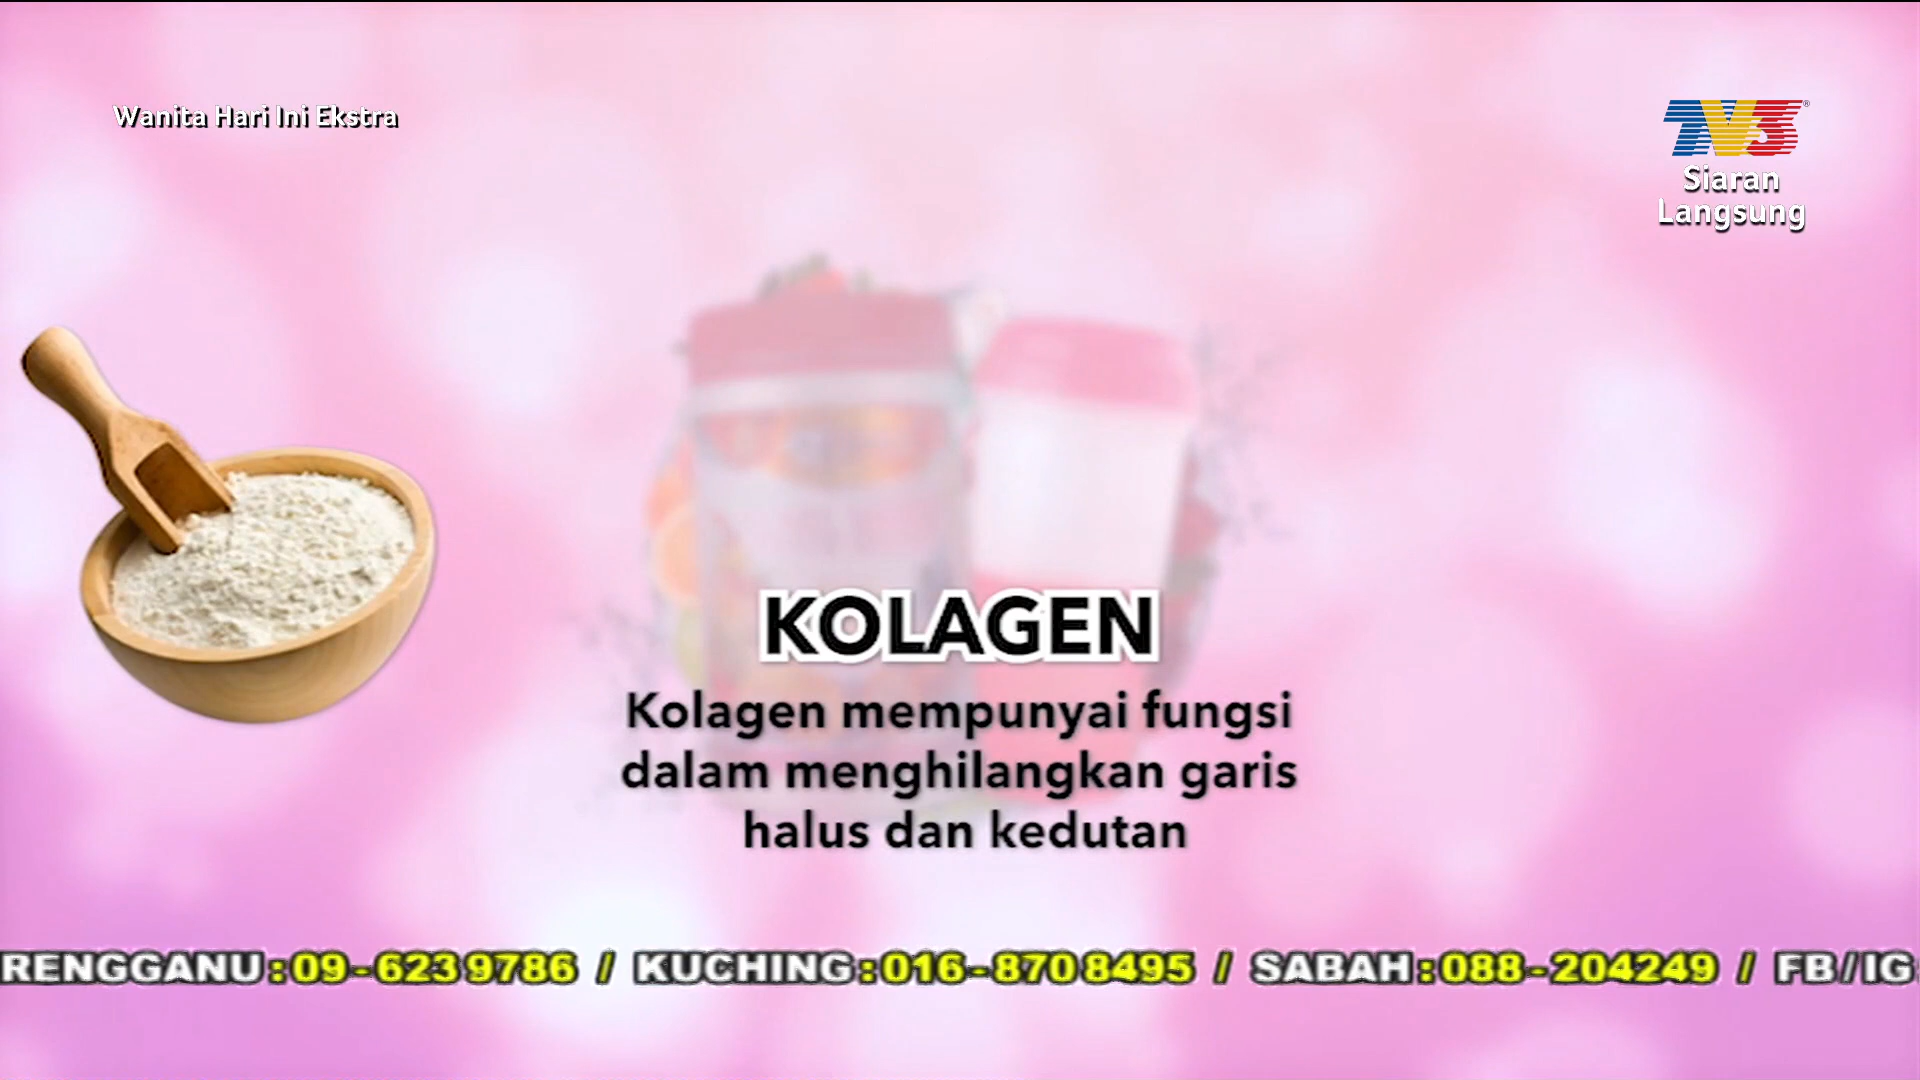 Wanita Hari Ini Ekstra
TV3
Siaran
Langsung
KOLAGEN
Kolagen mempunyai fungsi
dalam menghilangkan garis
halus dan kedutan
RENGGANU : 09 - 623 9786 / KUCHING : 016 - 870 8495 / SABAH : 088 - 204249 / FB / IG